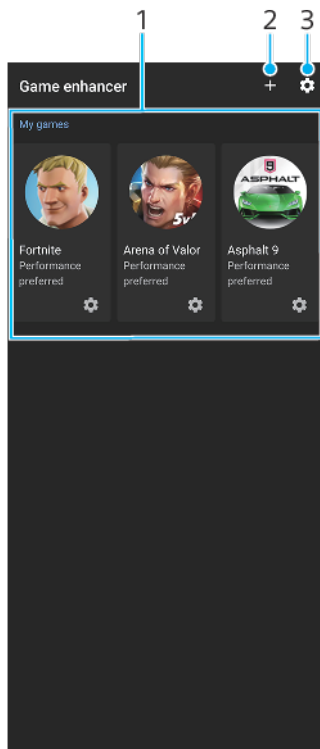 1 2 3
Game enhancer +
My games
9
ASPHALT
5v
Fortnite Arena of Valor Asphalt 9
Performance Performance Performance
preferred preferred preferred